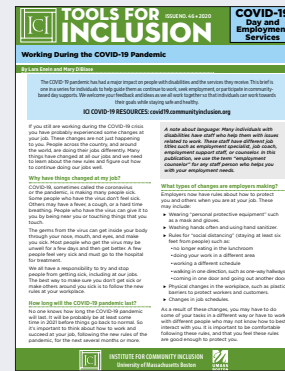 ICI
TOOLS FOR
INCLUSION
ISSUE NO. 46 • 2020
COVID-19
Day and
Employment
Services
Working During the COVID-19 Pandemic
By Lara Enein and Mary DiBiase
The COVID-19 pandemic has had a major impact on people with disabilities and the services they receive. This brief is
one in a series for individuals to help guide them as continue to work, seek employment, or participate in community-
based day supports. We welcome your feedback and ideas as we all work together so that individuals can work towards
their goals while staying safe and healthy.
ICI COVID-19 RESOURCES: covid19.communityinclusion.org
If you still are working during the COVID-19 crisis
you have probably experienced some changes at
your job. These changes are not just happening
to you. People across the country, and around
the world, are doing their jobs differently. Many
things have changed at all our jobs and we need
to learn about the new rules and figure out how
to continue doing our jobs well.
Why have things changed at my job?
COVID-19, sometimes called the coronavirus
or the pandemic, is making many people sick.
Some people who have the virus don't feel sick.
Others may have a fever, a cough, or a hard time
breathing. People who have the virus can give it to
you by being near you or touching things that you
touch.
The germs from the virus can get inside your body
through your nose, mouth, and eyes, and make
you sick. Most people who get the virus may be
unwell for a few days and then get better. A few
people feel very sick and must go to the hospital
for treatment.
We all have a responsibility to try and stop
people from getting sick, including at our jobs.
The best way to make sure you don't get sick or
make others around you sick is to follow the new
rules at your workplace.
How long will the COVID-19 pandemic last?
No one knows how long the COVID-19 pandemic
will last. It will be probably be at least some
time in 2021 before things go back to normal. So
it's important to think about how to work and
succeed at your job, following the new rules of the
pandemic, for the next several months or more.
A note about language: Many individuals with
disabilities have staff who help them with issues
related to work. These staff have different job
titles such as employment specialist, job coach,
employment support staff, or counselor. In this
publication, we use the term "employment
counselor" for any staff person who helps you
with your employment needs.
What types of changes are employers making?
Employers now have rules about how to protect
you and others when you are at your jobs. These
may include:
► Wearing "personal protective equipment" such
as a mask and gloves.
► Washing hands often and using hand sanitizer.
► Rules for "social distancing" (staying at least six
feet from people) such as:
•no longer eating in the lunchroom
•doing your work in a different area
•working a different schedule
•walking in one direction, such as one-way hallways
•coming in one door and going out another door
► Physical changes in the workplace, such as plastic
barriers to protect workers and customers.
► Changes in job schedules.
As a result of these changes, you may have to do
some of your tasks in a different way or have to work
with different people who may not know how to best
interact with you. It is important to be comfortable
following these rules, and that you feel these rules
are good enough to protect you.
ICI
INSTITUTE FOR COMMUNITY INCLUSION
University of Massachusetts Boston
UMASS